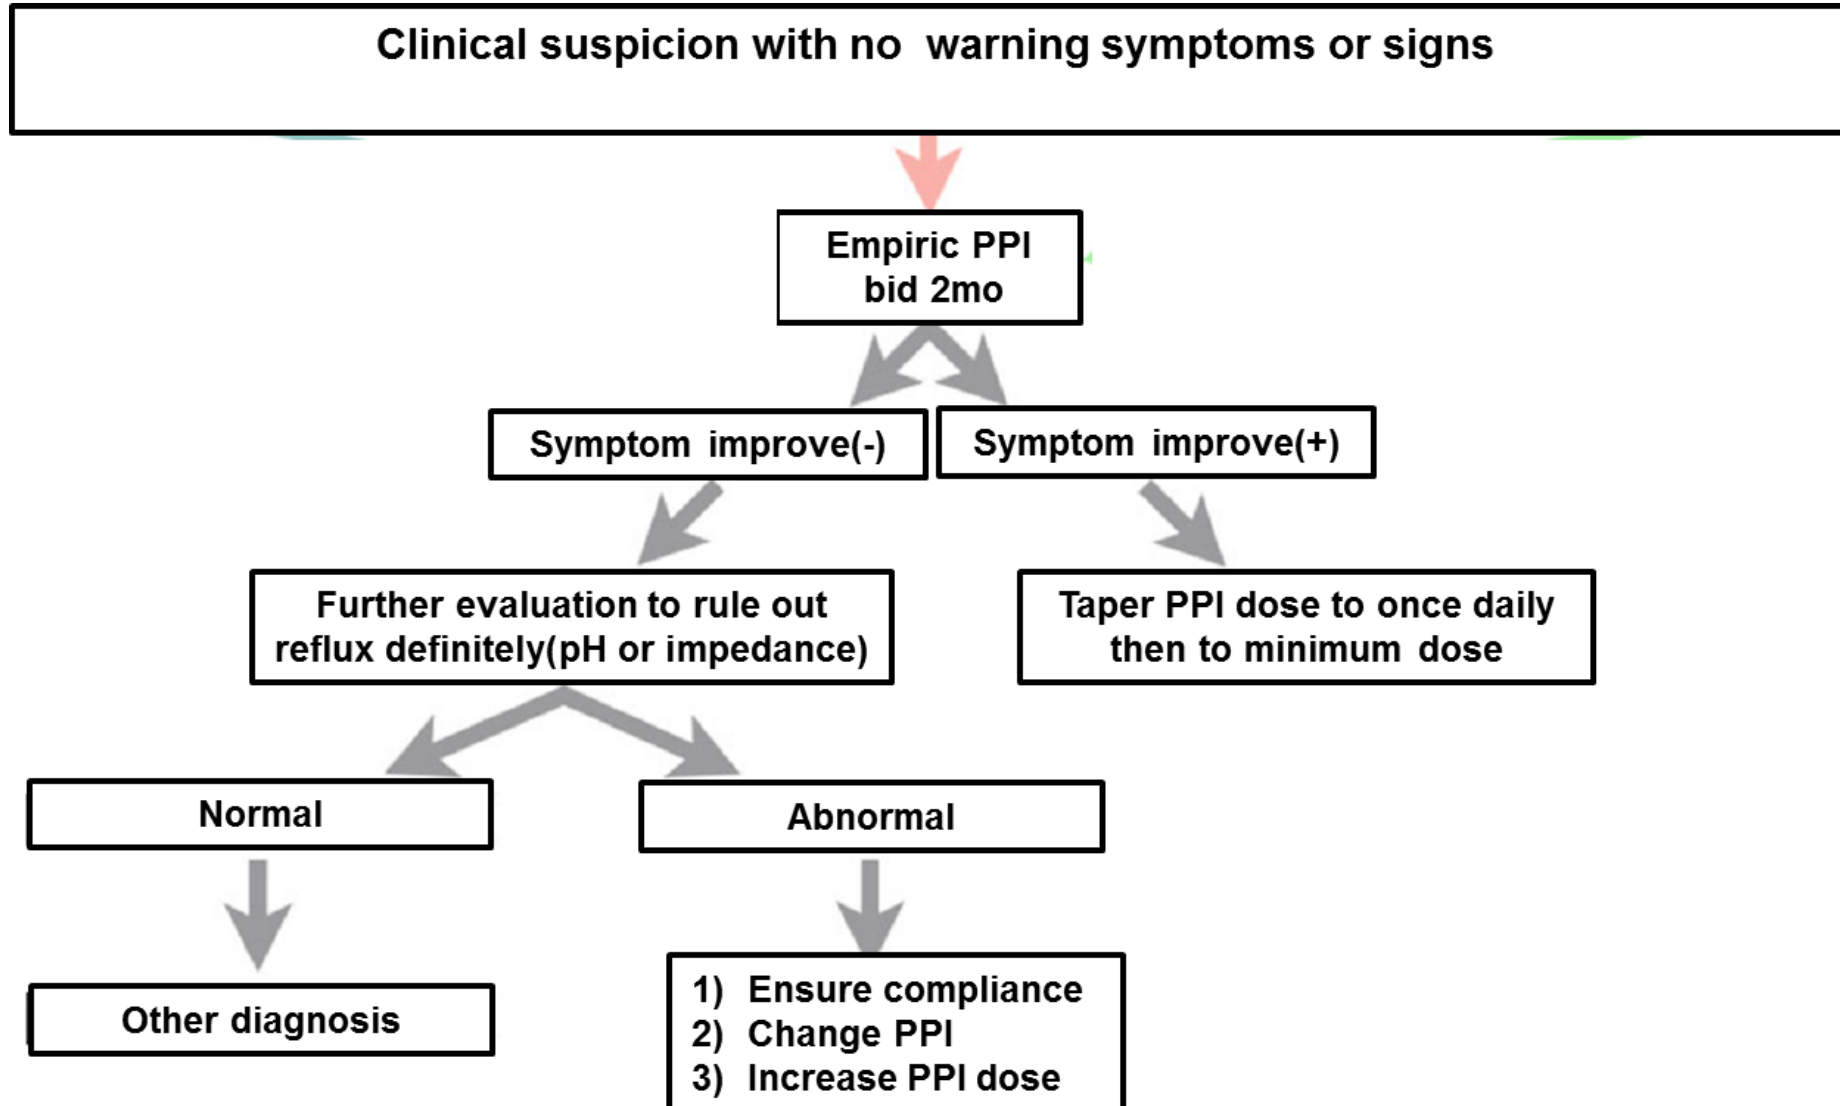 Clinical suspicion with no warning symptoms or signs
Empiric PPI
bid 2mo
Symptom improve(-)
Symptom improve(+)
Further evaluation to rule out
reflux definitely(pH or impedance)
Taper PPI dose to once daily
then to minimum dose
Normal
Abnormal
Other diagnosis
1) Ensure compliance
2) Change PPI
3) Increase PPI dose